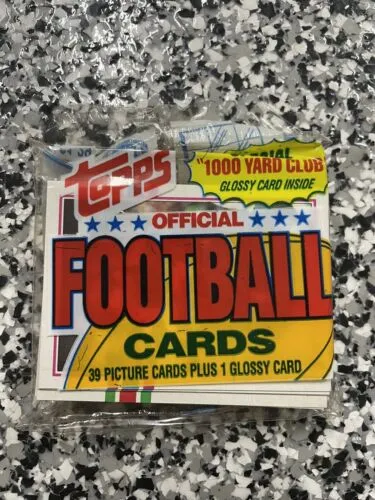 topps
"1000 YARD CLUB
GLOSSY CARD INSIDE
OFFICIAL
FOOTBALL
CARDS
39 PICTURE CARDS PLUS 1 GLOSSY CARD